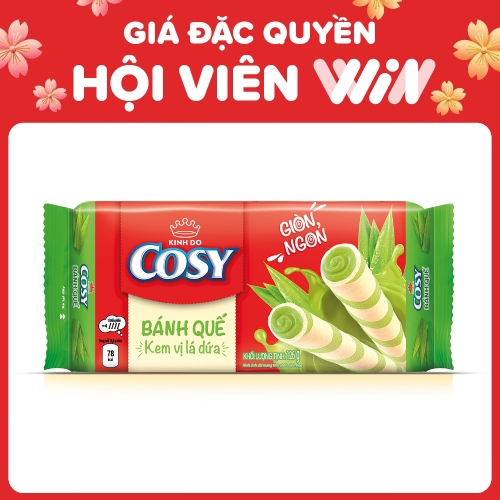 GIÁ ĐẶC QUYỀN
HỘI VIÊN WiN
KINH DO
COSY
GIÒN,
NGON
BÁNH QUẾ
Kem vị lá dứa
78
kcal
COSY
BÁNH QUẾ
COSY
BÁNH QUẾ